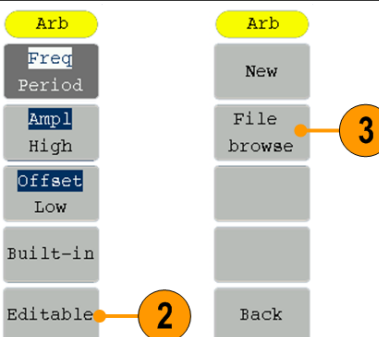 Arb
Freq
Period
Ampl
High
Offset
Low
Built-in
Editable
2
Arb
New
File
browse
3
Back